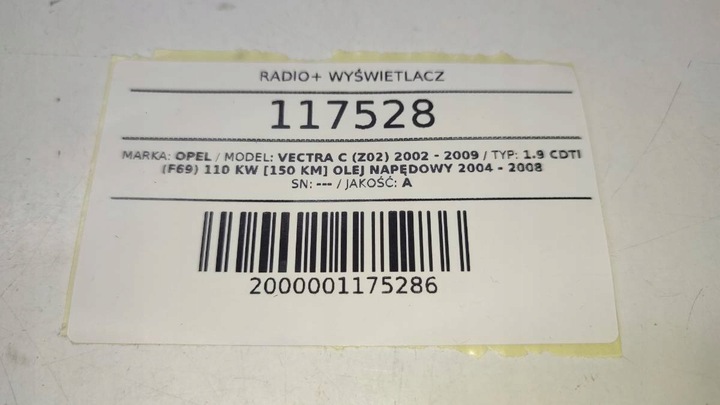 RADIO+ WYŚWIETLACZ
117528
MARKA: OPEL / MODEL: VECTRA C (Z02) 2002 - 2009 / TYP: 1.9 CDTI
(F69) 110 KW [150 KM] OLEJ NAPĘDOWY 2004 - 2008
SN: --- / JAKOŚĆ: A
2000001175286